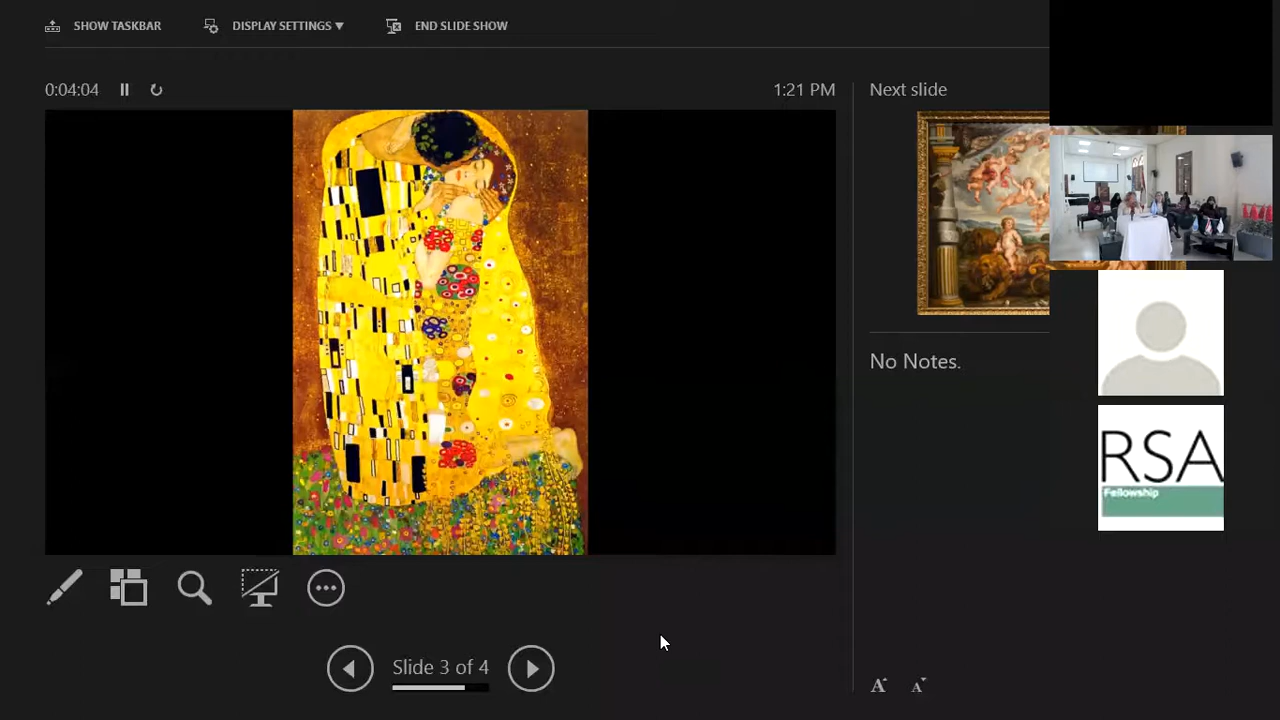 SHOW TASKBAR
DISPLAY SETTINGS ▼
END SLIDE SHOW
0:04:04
1:21 PM
Next slide
No Notes.
RSA
Fellowship
Slide 3 of 4
A
A